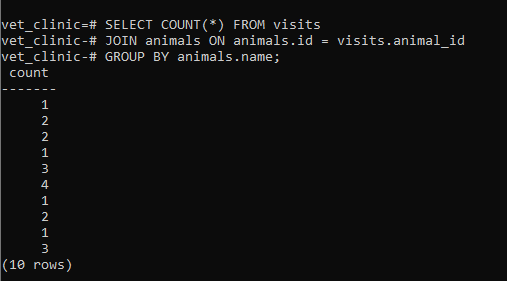 vet_clinic=# SELECT COUNT(*) FROM visits
vet_clinic-# JOIN animals ON animals.id = visits.animal_id
vet_clinic-# GROUP BY animals.name;
count
-------
1
2
2
1
3
4
1
2
1
3
(10 rows)